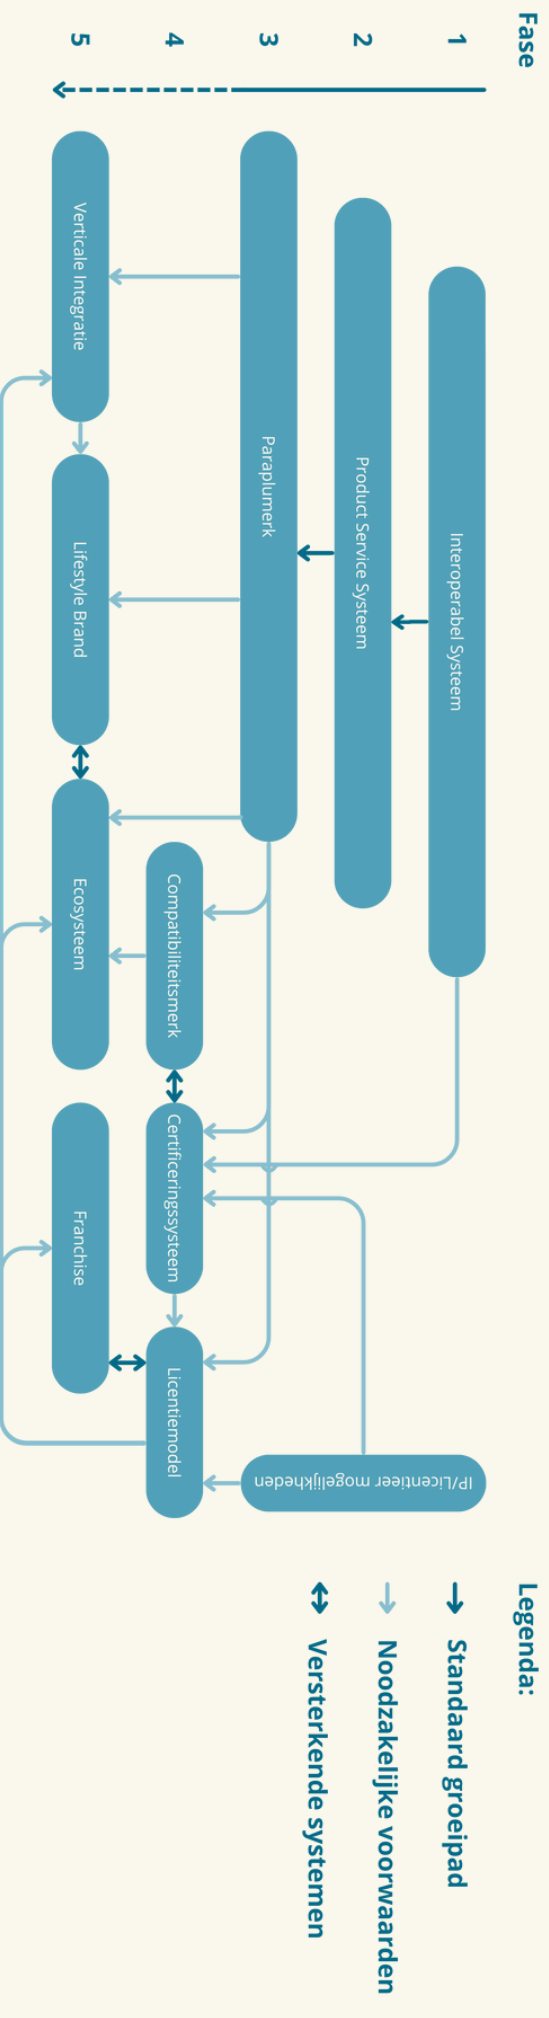 Fase
1
2
3
4
5
Interoperabel Systeem
Product Service Systeem
Paraplumerk
Compatibiliteitsmerk
Certificeringssysteem
Licentiemodel
IP/Licentieer mogelijkheden
Verticale Integratie
Lifestyle Brand
Ecosysteem
Franchise
Legenda:
Standaard groeipad
Noodzakelijke voorwaarden
Versterkende systemen